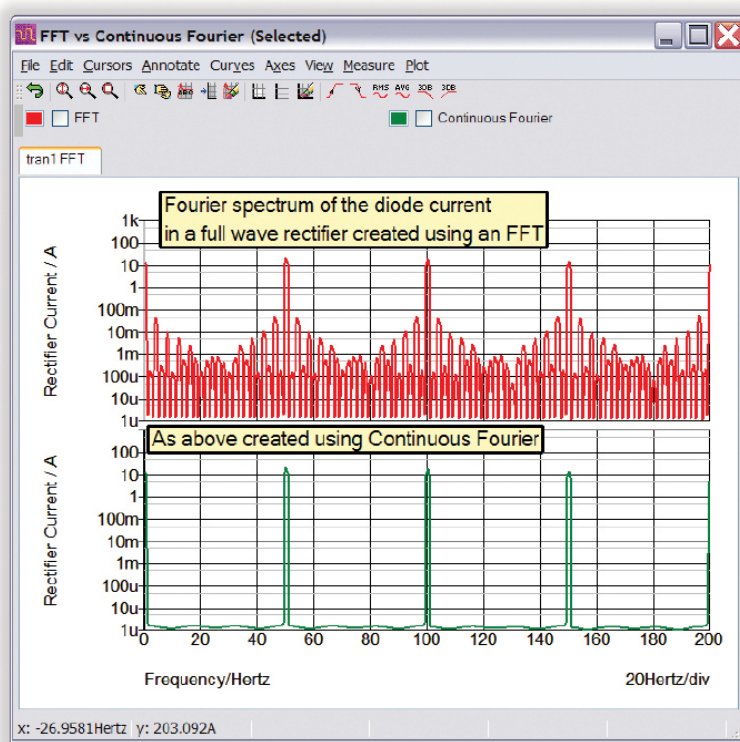 FFT vs Continuous Fourier (Selected)
File Edit Cursors Annotate Curves Axes View Measure Plot
RMS AVG 3DB 3DB
FFT
Continuous Fourier
tran1 FFT
Fourier spectrum of the diode current
in a full wave rectifier created using an FFT
Rectifier Current / A
1k
100
10
1
100m
10m
1m
100u
10u
1u
As above created using Continuous Fourier
Rectifier Current / A
100
10
1
100m
10m
1m
100u
10u
1u
0 20 40 60 80 100 120 140 160 180 200
Frequency/Hertz
20Hertz/div
x: -26.9581Hertz y: 203.092A